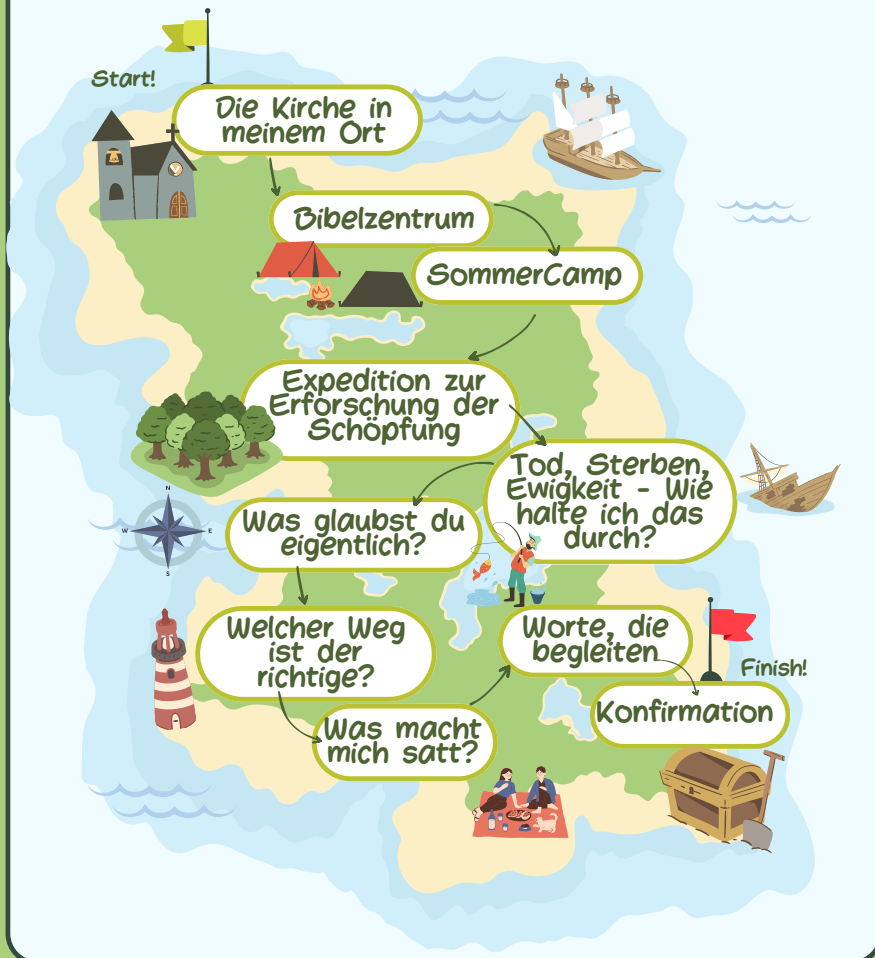 Start!
Die Kirche in
meinem Ort
Bibelzentrum
SommerCamp
Expedition zur
Erforschung der
Schöpfung
Tod, Sterben,
Ewigkeit - Wie
halte ich das
durch?
Was glaubst du
eigentlich?
N
W
E
S
Welcher Weg
ist der
richtige?
Was macht
mich satt?
Worte, die
begleiten
Finish!
Konfirmation